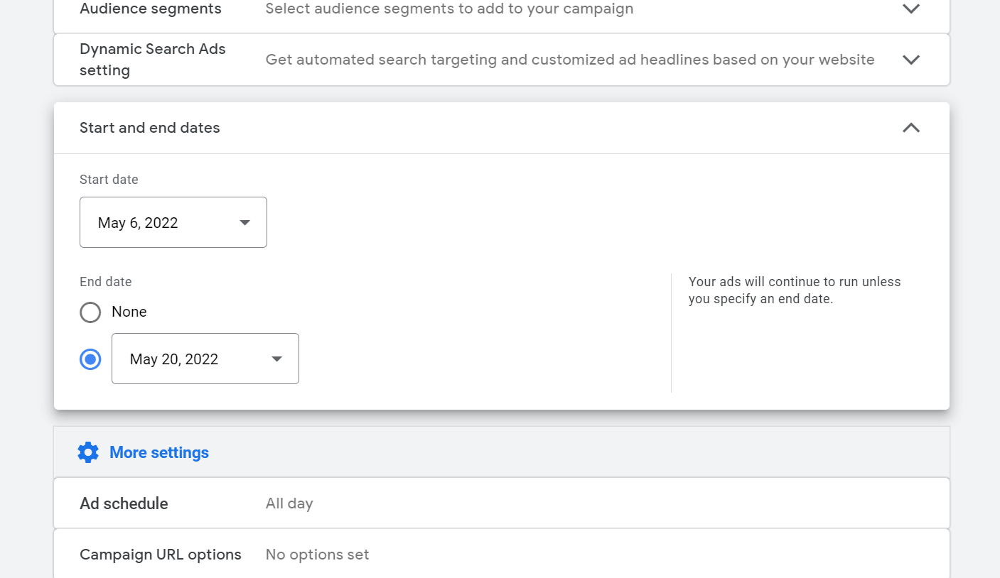 Audience segments
Select audience segments to add to your campaign
Dynamic Search Ads
setting
Get automated search targeting and customized ad headlines based on your website
Start and end dates
Start date
May 6, 2022
End date
None
May 20, 2022
Your ads will continue to run unless
you specify an end date.
More settings
Ad schedule
All day
Campaign URL options
No options set